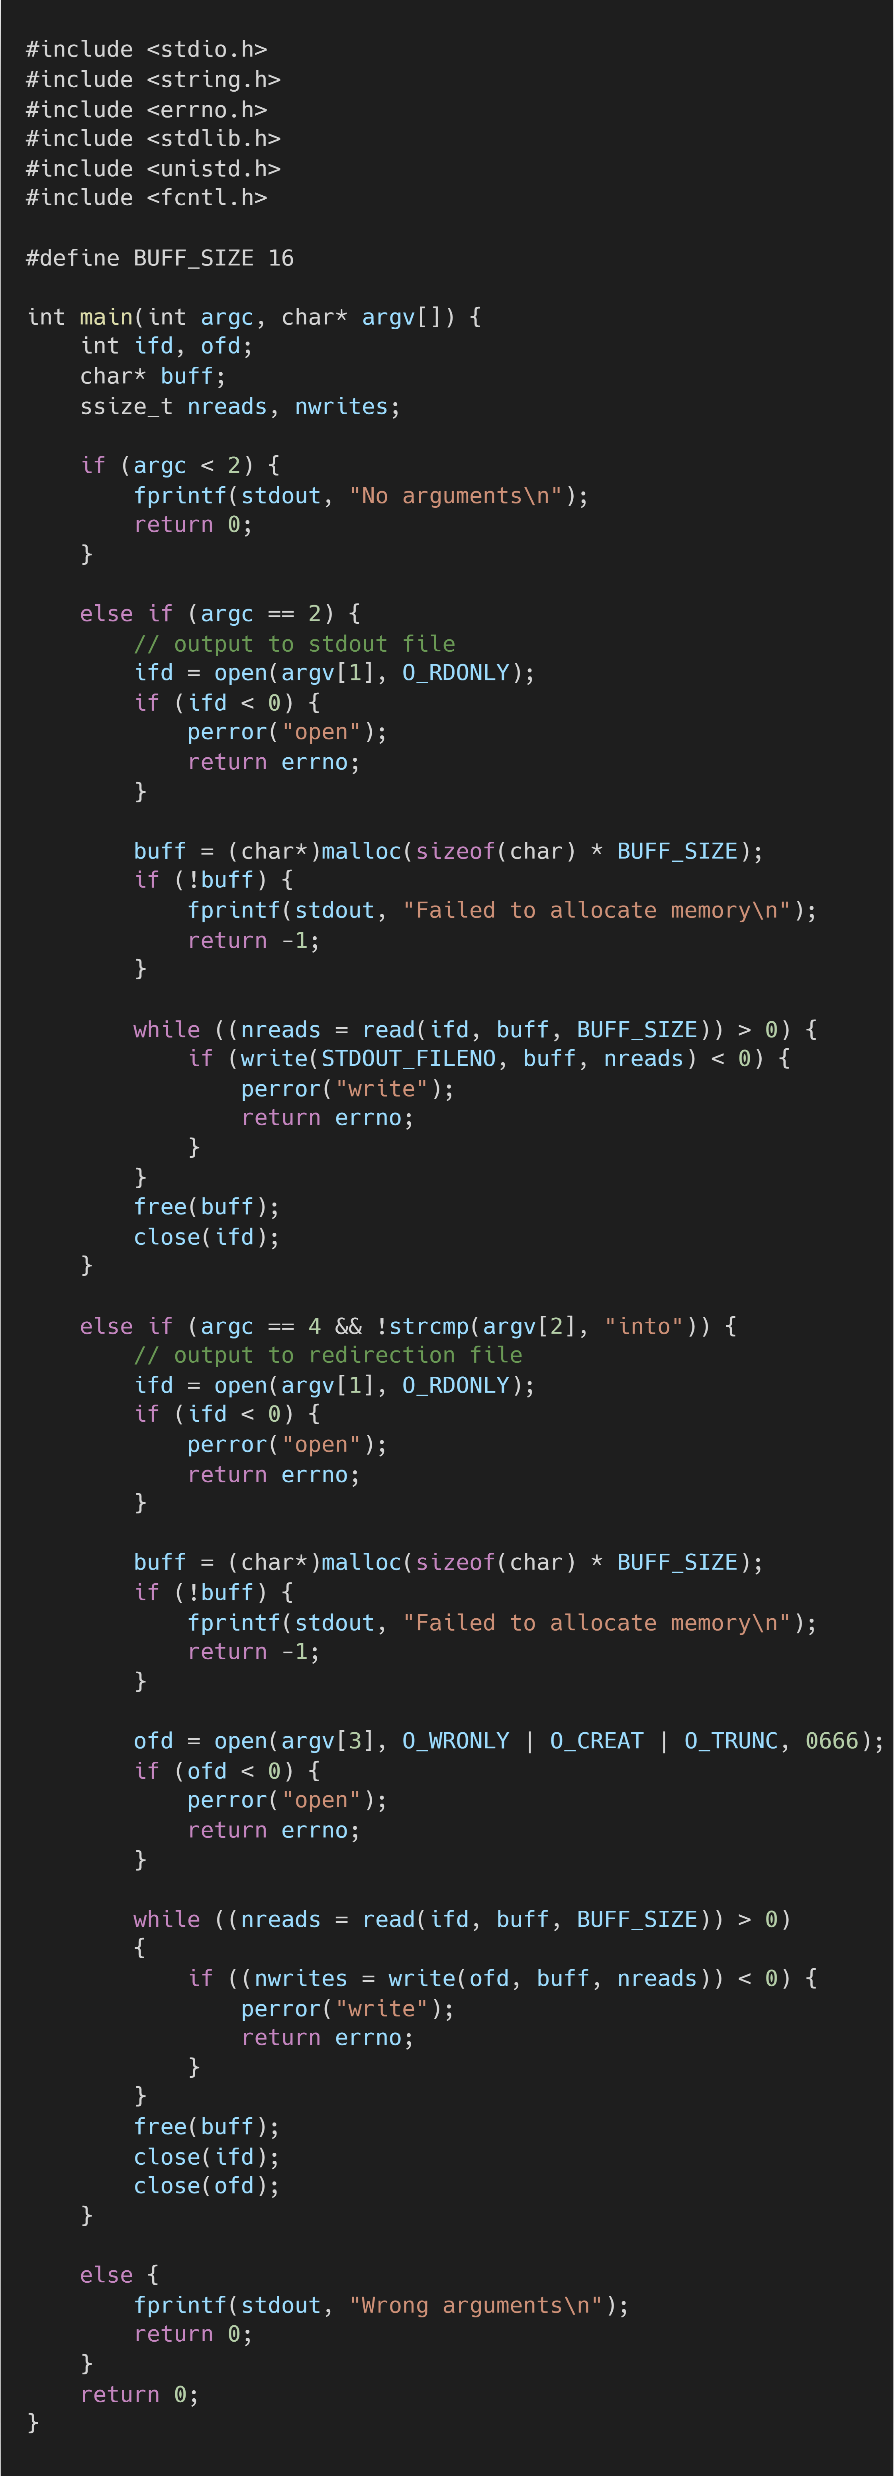 #include <stdio.h>
#include <string.h>
#include <errno.h>
#include <stdlib.h>
#include <unistd.h>
#include <fcntl.h>

#define BUFF_SIZE 16

int main(int argc, char* argv[]) {
    int ifd, ofd;
    char* buff;
    ssize_t nreads, nwrites;

    if (argc < 2) {
        fprintf(stdout, "No arguments\n");
        return 0;
    }

    else if (argc == 2) {
        // output to stdout file
        ifd = open(argv[1], O_RDONLY);
        if (ifd < 0) {
            perror("open");
            return errno;
        }

        buff = (char*)malloc(sizeof(char) * BUFF_SIZE);
        if (!buff) {
            fprintf(stdout, "Failed to allocate memory\n");
            return -1;
        }

        while ((nreads = read(ifd, buff, BUFF_SIZE)) > 0) {
            if (write(STDOUT_FILENO, buff, nreads) < 0) {
                perror("write");
                return errno;
            }
        }
        free(buff);
        close(ifd);
    }

    else if (argc == 4 && !strcmp(argv[2], "into")) {
        // output to redirection file
        ifd = open(argv[1], O_RDONLY);
        if (ifd < 0) {
            perror("open");
            return errno;
        }

        buff = (char*)malloc(sizeof(char) * BUFF_SIZE);
        if (!buff) {
            fprintf(stdout, "Failed to allocate memory\n");
            return -1;
        }

        ofd = open(argv[3], O_WRONLY | O_CREAT | O_TRUNC, 0666);
        if (ofd < 0) {
            perror("open");
            return errno;
        }

        while ((nreads = read(ifd, buff, BUFF_SIZE)) > 0)
        {
            if ((nwrites = write(ofd, buff, nreads)) < 0) {
                perror("write");
                return errno;
            }
        }
        free(buff);
        close(ifd);
        close(ofd);
    }

    else {
        fprintf(stdout, "Wrong arguments\n");
        return 0;
    }
    return 0;
}